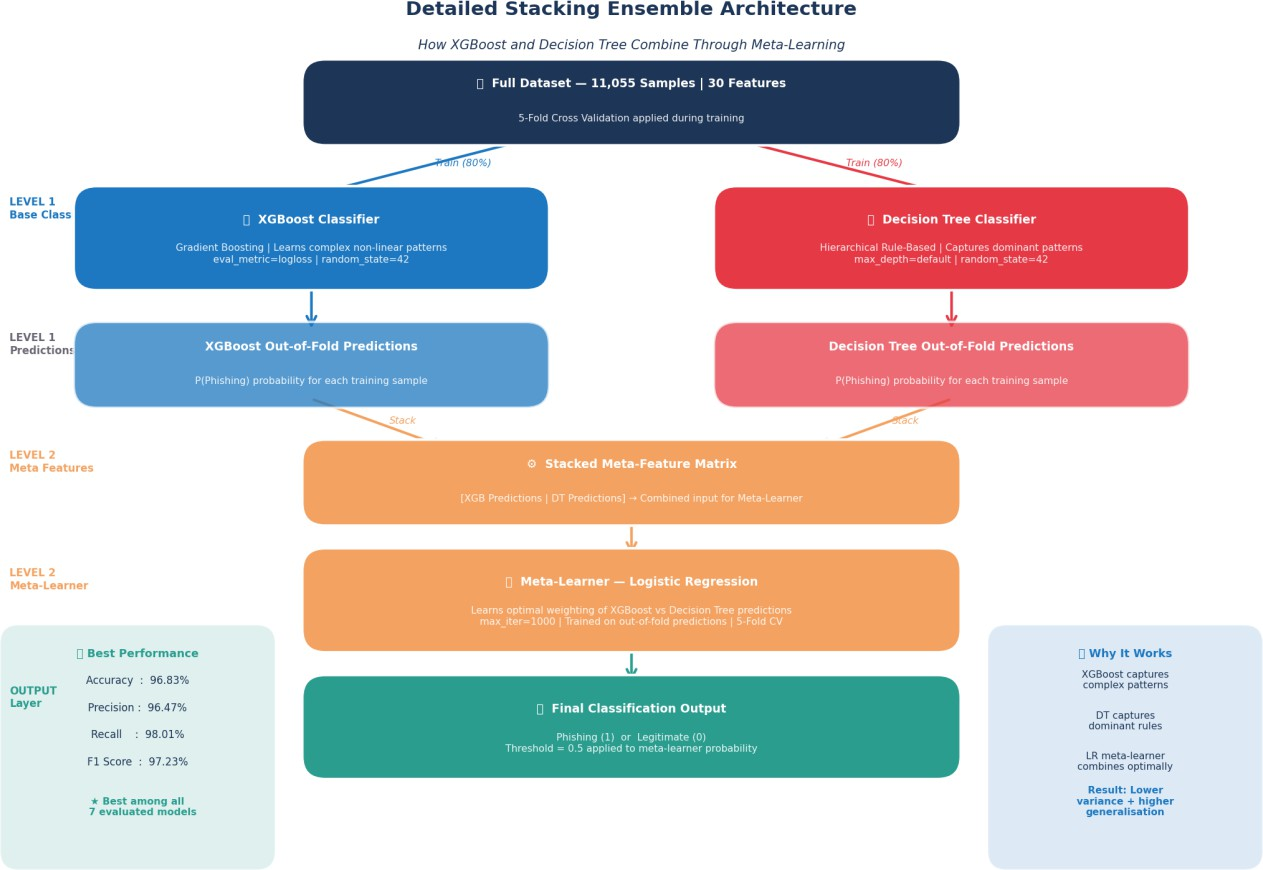 Detailed Stacking Ensemble Architecture
How XGBoost and Decision Tree Combine Through Meta-Learning
Full Dataset — 11,055 Samples | 30 Features
5-Fold Cross Validation applied during training
Train (80%)
Train (80%)
LEVEL 1
Base Class
XGBoost Classifier
Gradient Boosting | Learns complex non-linear patterns
eval_metric=logloss | random_state=42
Decision Tree Classifier
Hierarchical Rule-Based | Captures dominant patterns
max_depth=default | random_state=42
LEVEL 1
Predictions
XGBoost Out-of-Fold Predictions
P(Phishing) probability for each training sample
Decision Tree Out-of-Fold Predictions
P(Phishing) probability for each training sample
Stack
Stack
LEVEL 2
Meta Features
⚙ Stacked Meta-Feature Matrix
[XGB Predictions | DT Predictions] → Combined input for Meta-Learner
LEVEL 2
Meta-Learner
Meta-Learner — Logistic Regression
Learns optimal weighting of XGBoost vs Decision Tree predictions
max_iter=1000 | Trained on out-of-fold predictions | 5-Fold CV
OUTPUT
Layer
Best Performance
Accuracy : 96.83%
Precision : 96.47%
Recall : 98.01%
F1 Score : 97.23%
★ Best among all
7 evaluated models
Final Classification Output
Phishing (1) or Legitimate (0)
Threshold = 0.5 applied to meta-learner probability
Why It Works
XGBoost captures
complex patterns
DT captures
dominant rules
LR meta-learner
combines optimally
Result: Lower
variance + higher
generalisation